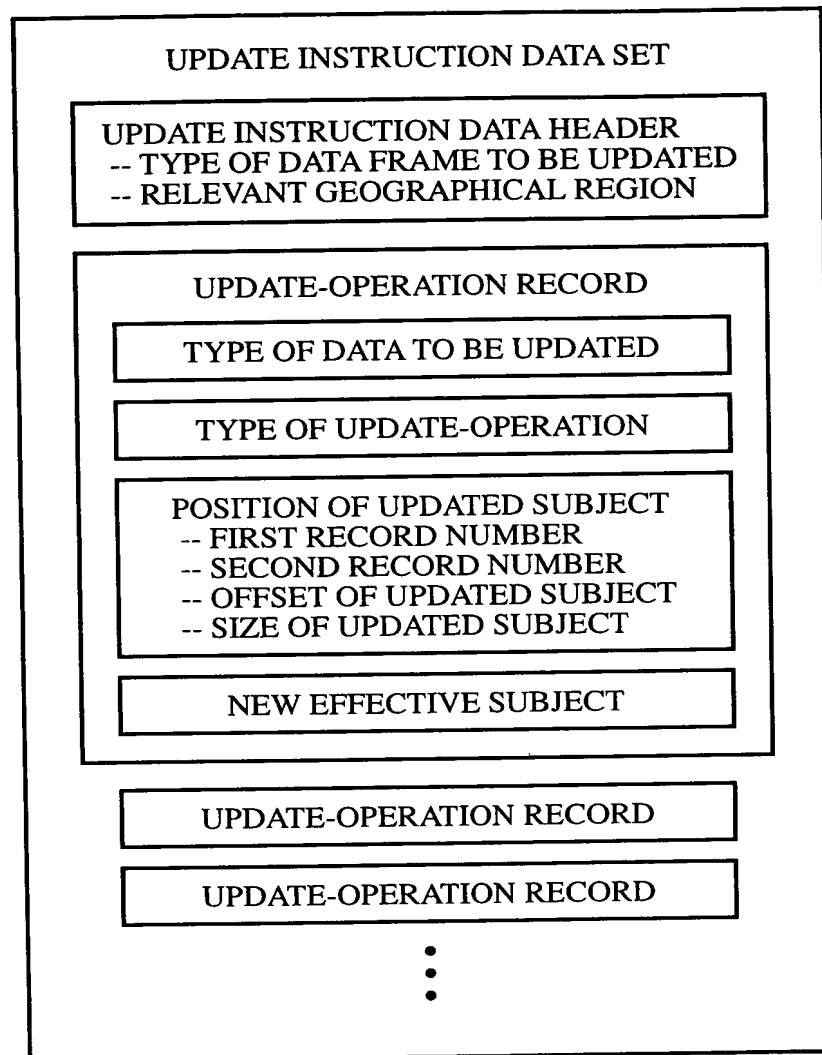 UPDATE INSTRUCTION DATA SET
UPDATE INSTRUCTION DATA HEADER
-- TYPE OF DATA FRAME TO BE UPDATED
-- RELEVANT GEOGRAPHICAL REGION
UPDATE-OPERATION RECORD
TYPE OF DATA TO BE UPDATED
TYPE OF UPDATE-OPERATION
POSITION OF UPDATED SUBJECT
-- FIRST RECORD NUMBER
-- SECOND RECORD NUMBER
-- OFFSET OF UPDATED SUBJECT
-- SIZE OF UPDATED SUBJECT
NEW EFFECTIVE SUBJECT
UPDATE-OPERATION RECORD
UPDATE-OPERATION RECORD